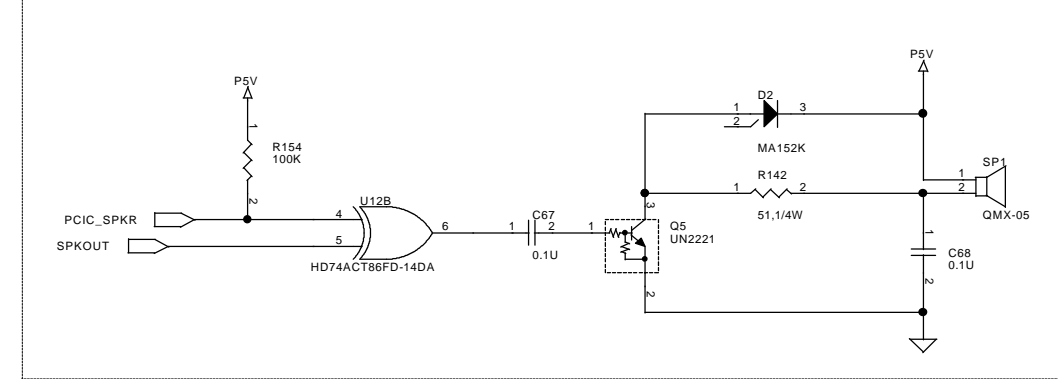 P5V
P5V
D2
1
3
2
1
R154
100K
MA152K
SP1
1
R142
2
1
2
2
U12B
3
QMX-05
PCIC_SPKR
4
C67
51,1/4W
6
1
2
1
Q5
UN2221
1
SPKOUT
5
0.1U
C68
0.1U
HD74ACT86FD-14DA
2
2